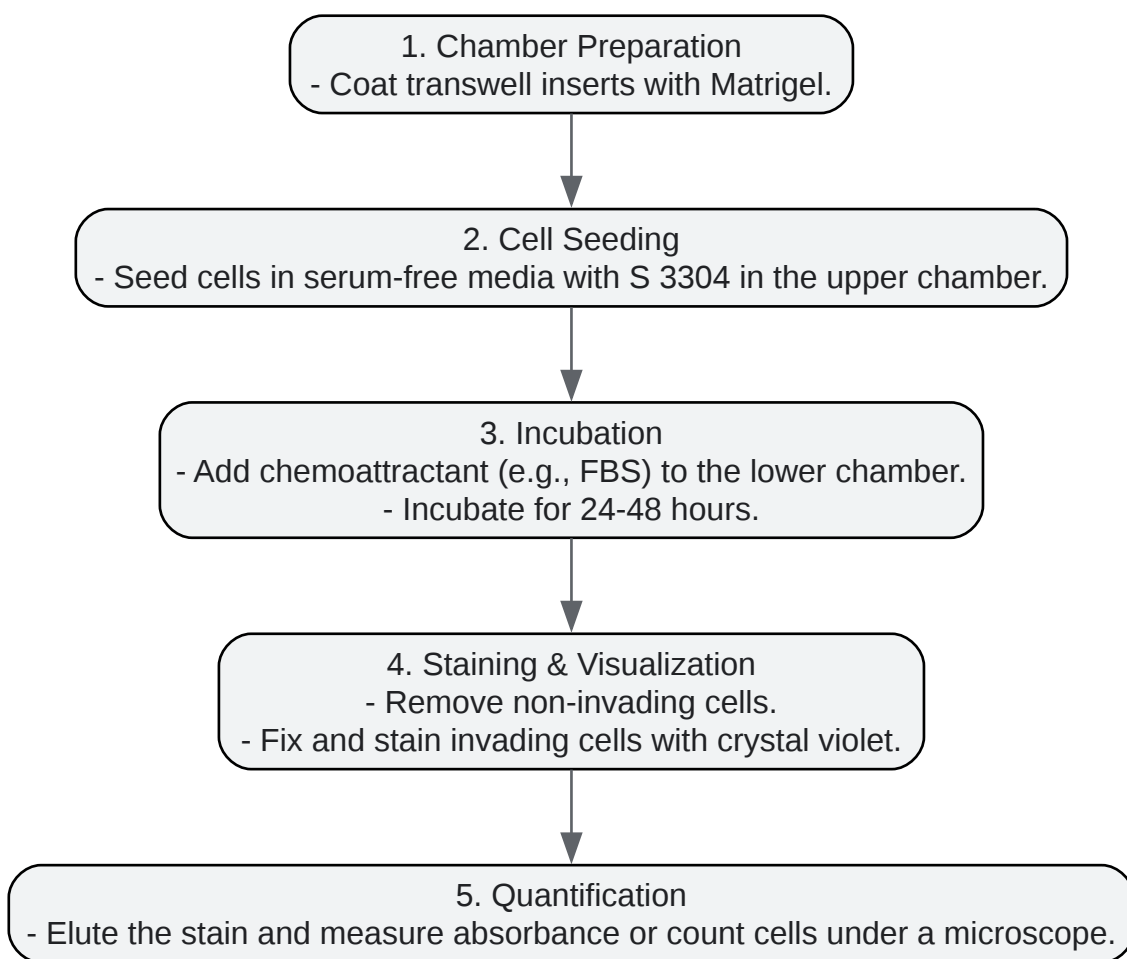 1. Chamber Preparation
- Coat transwell inserts with Matrigel.
2. Cell Seeding
- Seed cells in serum-free media with S 3304 in the upper chamber.
3. Incubation
- Add chemoattractant (e.g., FBS) to the lower chamber.
- Incubate for 24-48 hours.
4. Staining & Visualization
- Remove non-invading cells.
- Fix and stain invading cells with crystal violet.
5. Quantification
- Elute the stain and measure absorbance or count cells under a microscope.